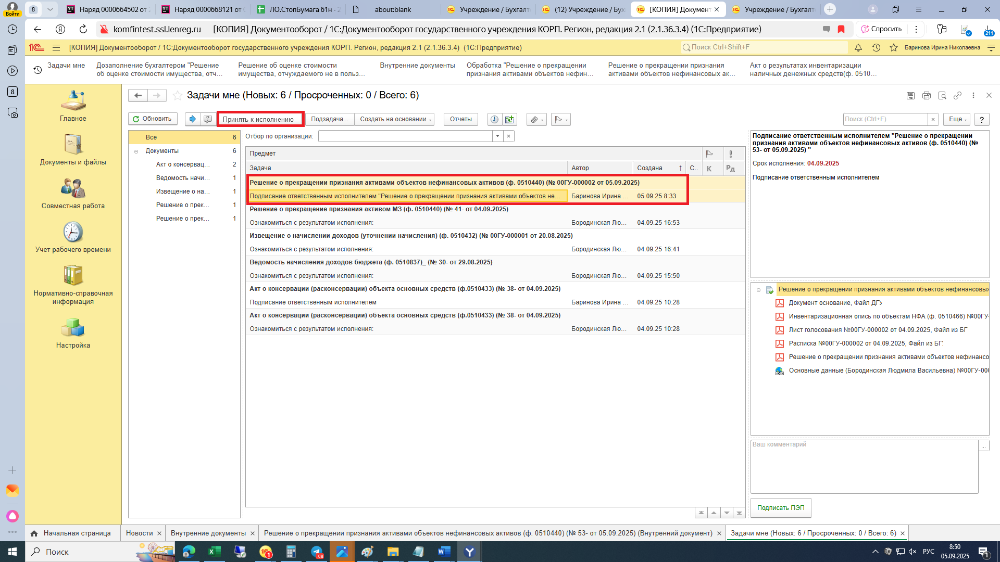 Войти
8
Наряд 0000664502 от 2
Наряд 0000668121 от 0
ЛО.СтопБумага 61н - 2
about:blank
Учреждение / Бухгалт
(12) Учреждение / Бух
[КОПИЯ] Документ
Учреждение / Бухгалт
komfintest.ssl.lenreg.ru
[КОПИЯ] Документооборот / 1С:Документооборот государственного учреждения КОРП. Регион, редакция 2.1 (2.1.36.3.4) (1С:Предприятие)
Спросить
211
[КОПИЯ] Документооборот / 1С:Документооборот государственного учреждения КОРП. Регион, редакция 2.1 (2.1.36.3.4) (1С:Предприятие)
Поиск Ctrl+Shift+F
Баринова Ирина Николаевна
Задачи мне
Дозаполнение бухгалтером "Решение об оценке стоимости имущества, отч...
Решение об оценке стоимости имущества, отчуждаемого не в польз...
Внутренние документы
Обработка "Решение о прекращении признания активами объектов нефин...
Решение о прекращении признания активами объектов нефинансовых ак...
Акт о результатах инвентаризации наличных денежных средств(ф. 0510...
8
Главное
Документы и файлы
Совместная работа
Учет рабочего времени
Нормативно-справочная информация
Настройка
Задачи мне (Новых: 6 / Просроченных: 0 / Всего: 6)
Обновить
Принять к исполнению
Подзадача...
Создать на основании
Отчеты
Поиск (Ctrl+F)
×
Еще
?
Все 6
Документы 6
Акт о консервац... 2
Ведомость начи... 1
Извещение о на... 1
Решение о прек... 1
Решение о прек... 1
Отбор по организации:
Предмет
Задача Автор Создана ↑ С.. К Рд
Решение о прекращении признания активами объектов нефинансовых активов (ф. 0510440) (№ 00ГУ-000002 от 05.09.2025)
Подписание ответственным исполнителем "Решение о прекращении признания активами объектов не... Баринова Ирина ... 05.09.25 8:33
Решение о прекращение признания активом МЗ (ф. 0510440) (№ 41- от 04.09.2025)
Ознакомиться с результатом исполнения: Бородинская Лю... 04.09.25 16:53
Извещение о начислении доходов (уточнении начисления) (ф. 0510432) (№ 00ГУ-000001 от 20.08.2025)
Ознакомиться с результатом исполнения: Бородинская Лю... 04.09.25 16:41
Ведомость начисления доходов бюджета (ф. 0510837)_ (№ 30- от 29.08.2025)
Ознакомиться с результатом исполнения: Бородинская Лю... 04.09.25 15:50
Акт о консервации (расконсервации) объекта основных средств (ф.0510433) (№ 38- от 04.09.2025)
Подписание ответственным исполнителем Баринова Ирина ... 04.09.25 10:28
Акт о консервации (расконсервации) объекта основных средств (ф.0510433) (№ 38- от 04.09.2025)
Ознакомиться с результатом исполнения: Бородинская Лю... 04.09.25 10:28
Подписание ответственным исполнителем "Решение о прекращении
признания активами объектов нефинансовых активов (ф. 0510440) (№
53- от 05.09.2025) "
Срок исполнения: 04.09.2025
Подписание ответственным исполнителем
Решение о прекращении признания активами объектов нефинансовых
Документ основание, Файл ДГУ
Инвентаризационная опись по объектам НФА (ф. 0510466) №00ГУ-
Лист голосования №00ГУ-000002 от 04.09.2025, Файл из БГ
Расписка №00ГУ-000002 от 04.09.2025, Файл из БГ
Решение о прекращении признания активами объектов нефинансо
Основные данные (Бородинская Людмила Васильевна) №00ГУ-000
Ваш комментарий
...
Подписать ПЭП
Начальная страница
Новости ×
Внутренние документы ×
Решение о прекращении признания активами объектов нефинансовых активов (ф. 0510440) (№ 53- от 05.09.2025) (Внутренний документ) ×
Задачи мне (Новых: 6 / Просроченных: 0 / Всего: 6) ×
Поиск
РУС
8:50
05.09.2025
1